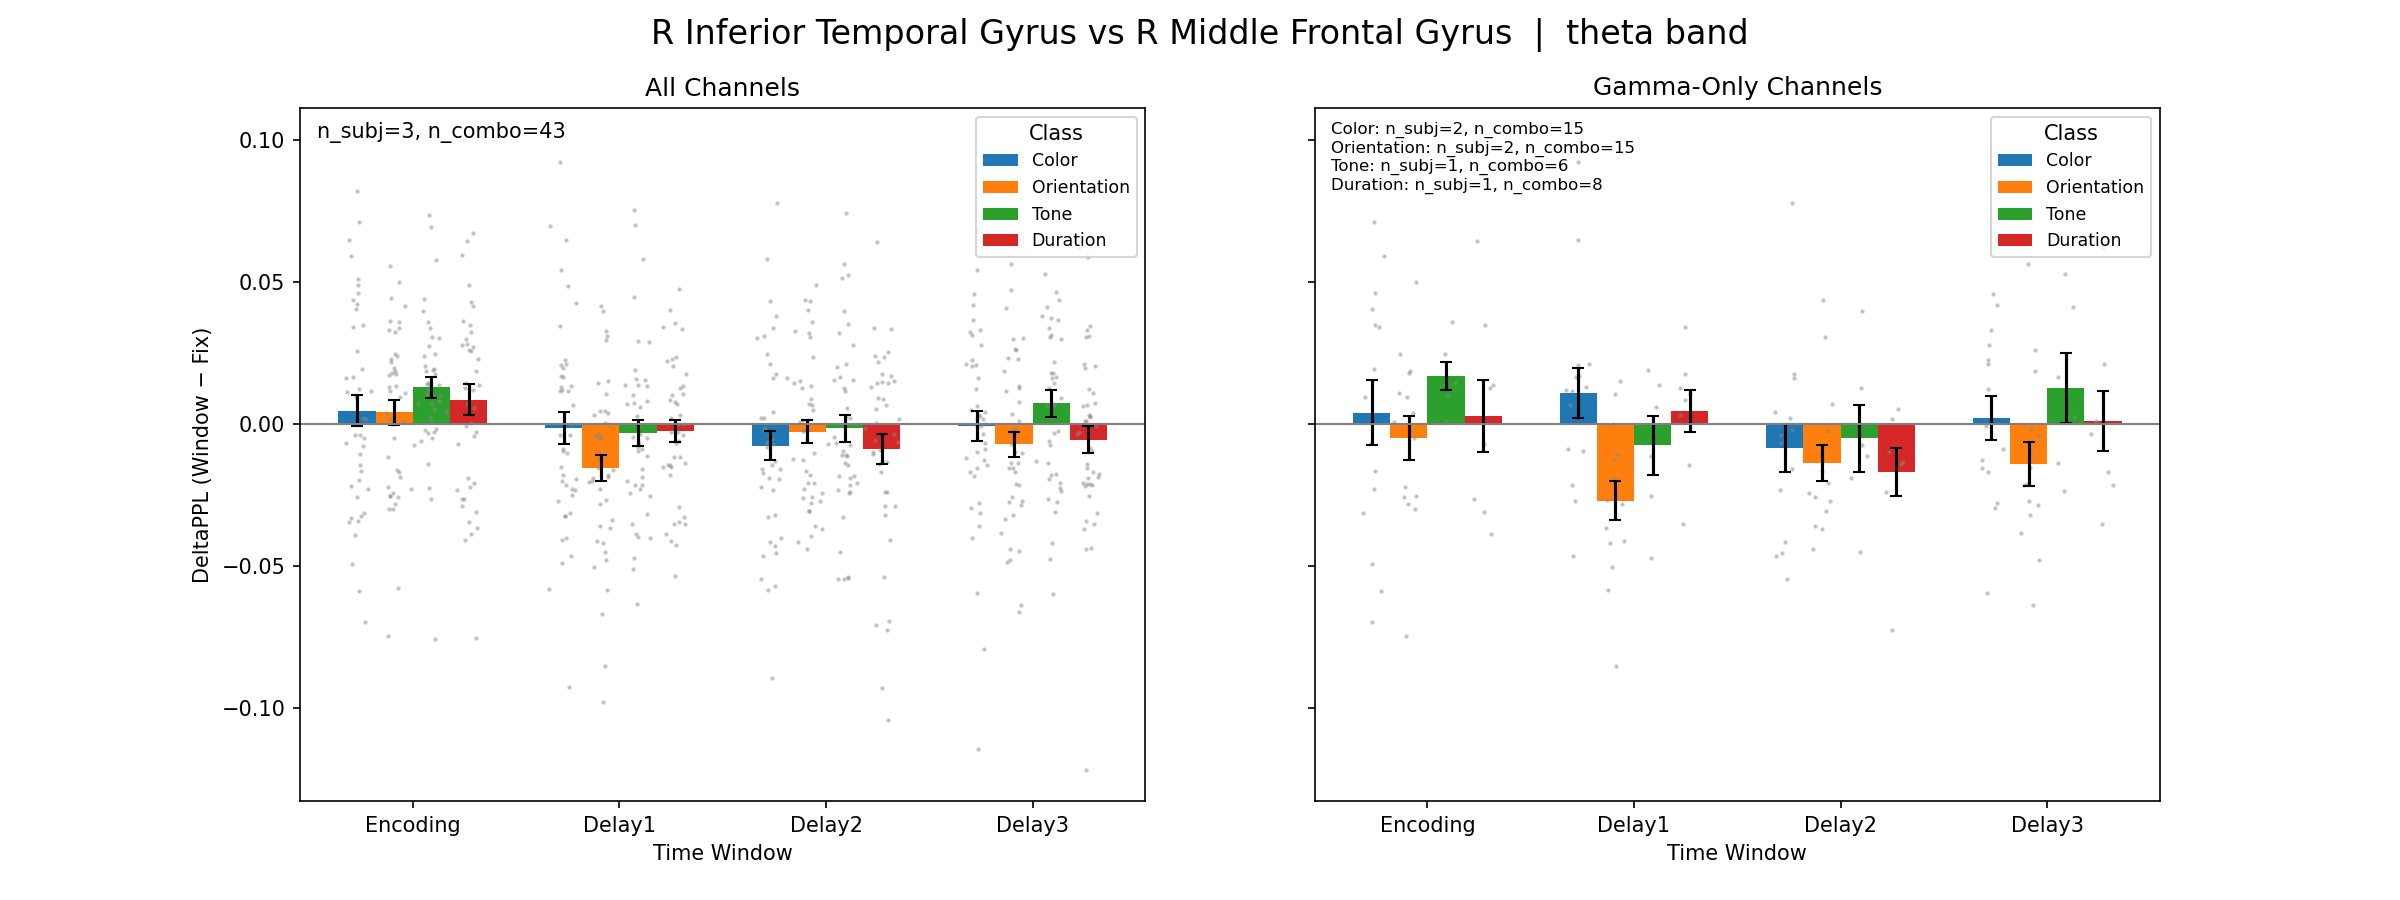 R Inferior Temporal Gyrus vs R Middle Frontal Gyrus | theta band
All Channels
n_subj=3, n_combo=43
Class
Color
Orientation
Tone
Duration
0.10
0.05
0.00
−0.05
−0.10
DeltaPPL (Window − Fix)
Encoding
Delay1
Delay2
Delay3
Time Window
Gamma-Only Channels
Color: n_subj=2, n_combo=15
Orientation: n_subj=2, n_combo=15
Tone: n_subj=1, n_combo=6
Duration: n_subj=1, n_combo=8
Class
Color
Orientation
Tone
Duration
Encoding
Delay1
Delay2
Delay3
Time Window